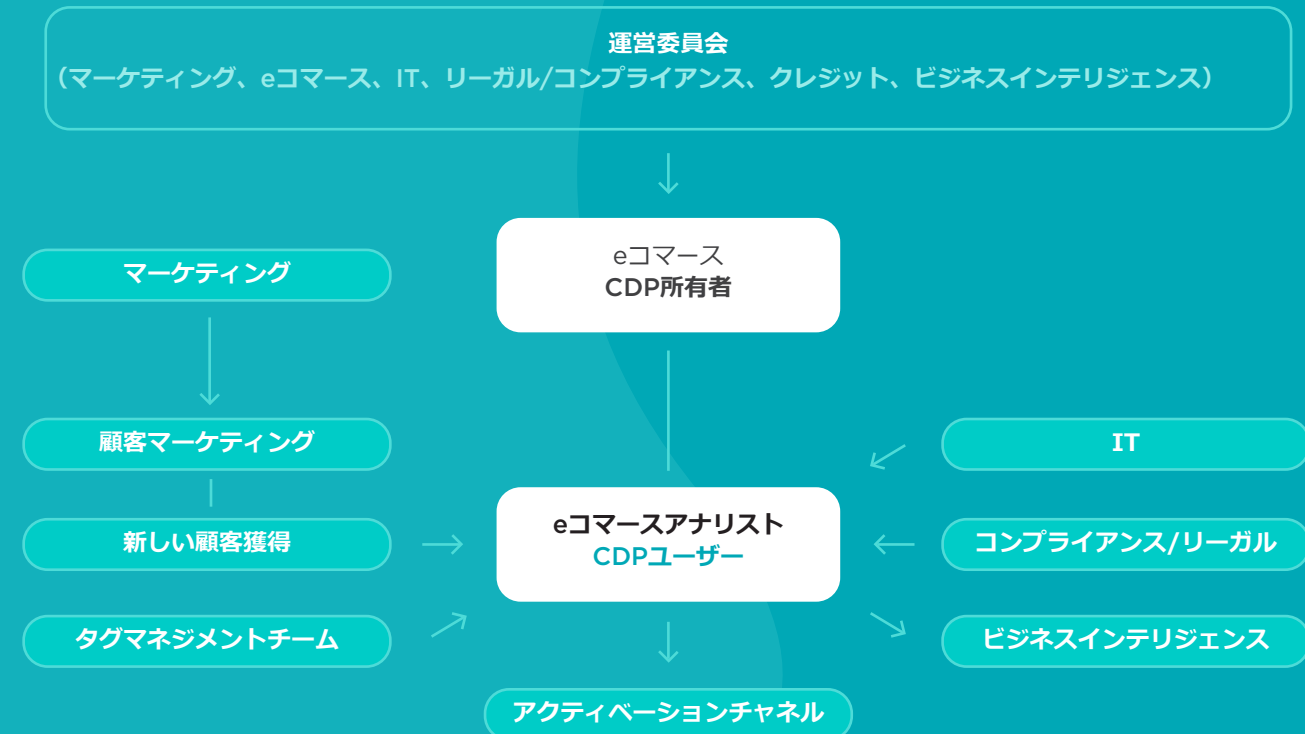 運営委員会
(マーケティング、eコマース、IT、リーガル/コンプライアンス、クレジット、ビジネスインテリジェンス)
eコマース
CDP所有者
マーケティング
顧客マーケティング
IT
eコマースアナリスト
CDPユーザー
新しい顧客獲得
コンプライアンス/リーガル
タグマネジメントチーム
ビジネスインテリジェンス
アクティベーションチャネル